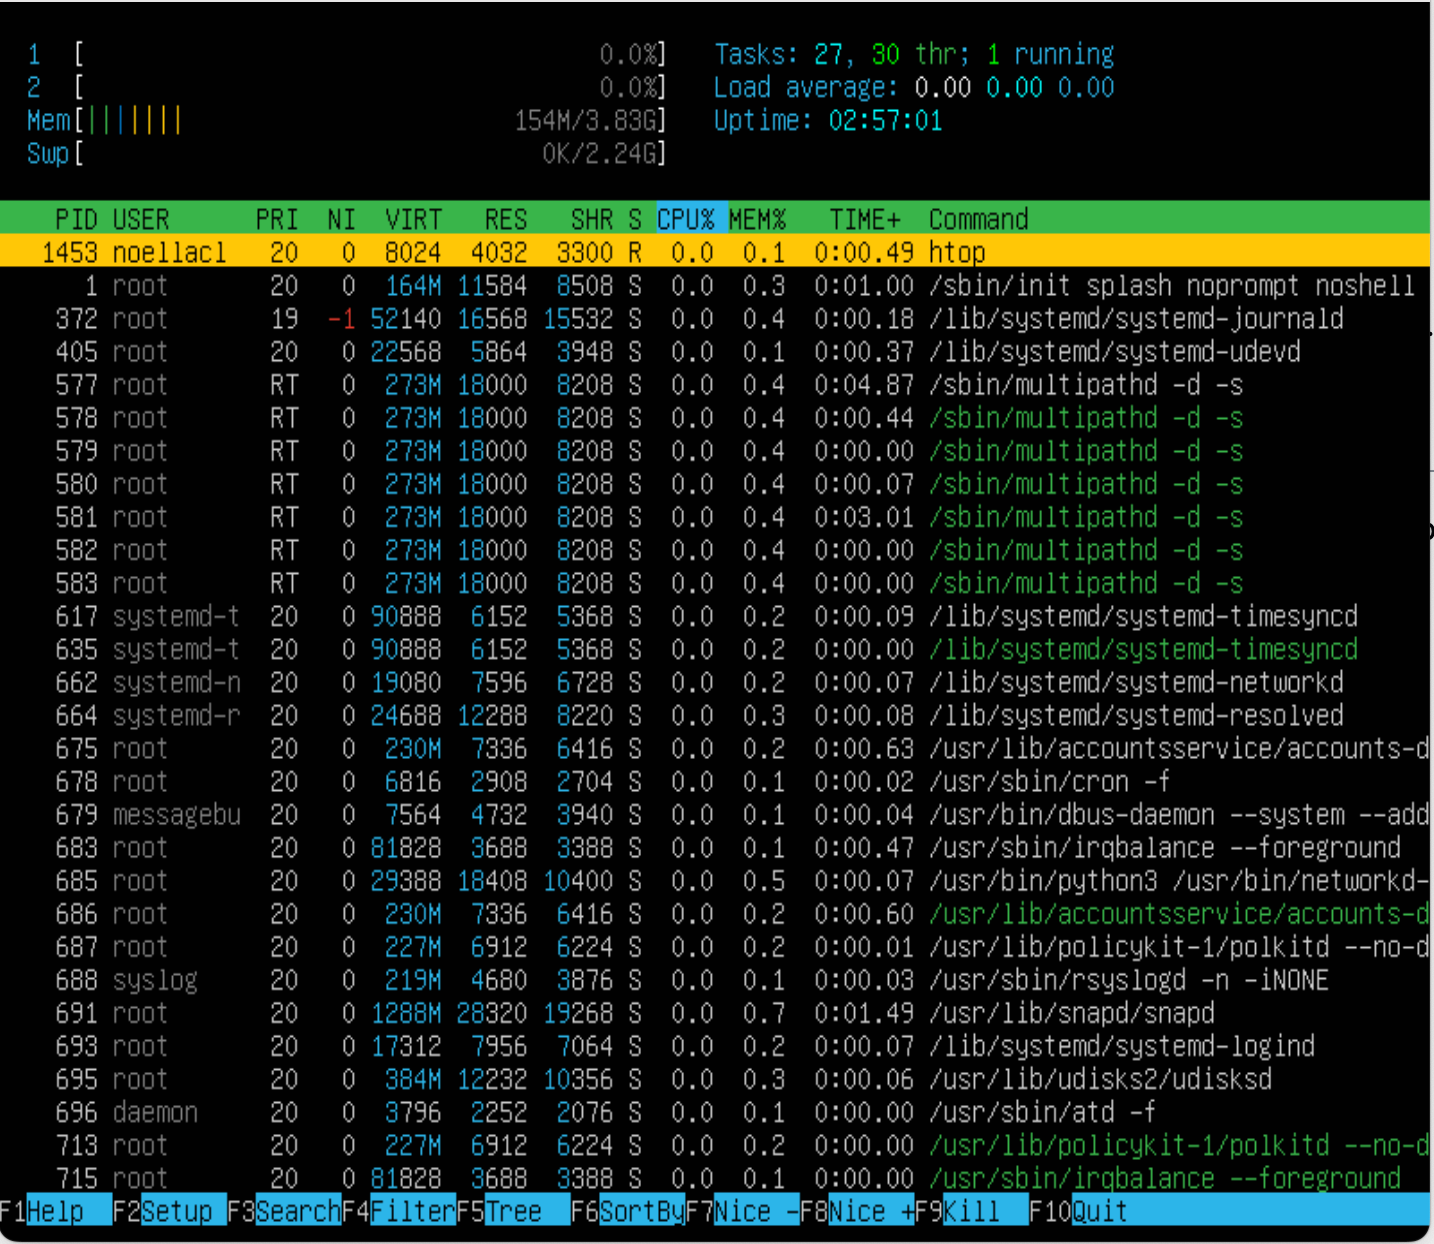 1 [ 0.0%] Tasks: 27, 30 thr; 1 running
2 [ 0.0%] Load average: 0.00 0.00 0.00
Mem[||||||| 154M/3.83G] Uptime: 02:57:01
Swp[ 0K/2.24G]
PID USER PRI NI VIRT RES SHR S CPU% MEM% TIME+ Command
1453 noellacl 20 0 8024 4032 3300 R 0.0 0.1 0:00.49 htop
1 root 20 0 164M 11584 8508 S 0.0 0.3 0:01.00 /sbin/init splash noprompt noshell
372 root 19 -1 52140 16568 15532 S 0.0 0.4 0:00.18 /lib/systemd/systemd-journald
405 root 20 0 22568 5864 3948 S 0.0 0.1 0:00.37 /lib/systemd/systemd-udevd
577 root RT 0 273M 18000 8208 S 0.0 0.4 0:04.87 /sbin/multipathd -d -s
578 root RT 0 273M 18000 8208 S 0.0 0.4 0:00.44 /sbin/multipathd -d -s
579 root RT 0 273M 18000 8208 S 0.0 0.4 0:00.00 /sbin/multipathd -d -s
580 root RT 0 273M 18000 8208 S 0.0 0.4 0:00.07 /sbin/multipathd -d -s
581 root RT 0 273M 18000 8208 S 0.0 0.4 0:03.01 /sbin/multipathd -d -s
582 root RT 0 273M 18000 8208 S 0.0 0.4 0:00.00 /sbin/multipathd -d -s
583 root RT 0 273M 18000 8208 S 0.0 0.4 0:00.00 /sbin/multipathd -d -s
617 systemd-t 20 0 90888 6152 5368 S 0.0 0.2 0:00.09 /lib/systemd/systemd-timesyncd
635 systemd-t 20 0 90888 6152 5368 S 0.0 0.2 0:00.00 /lib/systemd/systemd-timesyncd
662 systemd-n 20 0 19080 7596 6728 S 0.0 0.2 0:00.07 /lib/systemd/systemd-networkd
664 systemd-r 20 0 24688 12288 8220 S 0.0 0.3 0:00.08 /lib/systemd/systemd-resolved
675 root 20 0 230M 7336 6416 S 0.0 0.2 0:00.63 /usr/lib/accountsservice/accounts-d
678 root 20 0 6816 2908 2704 S 0.0 0.1 0:00.02 /usr/sbin/cron -f
679 messagebu 20 0 7564 4732 3940 S 0.0 0.1 0:00.04 /usr/bin/dbus-daemon --system --add
683 root 20 0 81828 3688 3388 S 0.0 0.1 0:00.47 /usr/sbin/irqbalance --foreground
685 root 20 0 29388 18408 10400 S 0.0 0.5 0:00.07 /usr/bin/python3 /usr/bin/networkd-
686 root 20 0 230M 7336 6416 S 0.0 0.2 0:00.60 /usr/lib/accountsservice/accounts-d
687 root 20 0 227M 6912 6224 S 0.0 0.2 0:00.01 /usr/lib/policykit-1/polkitd --no-d
688 syslog 20 0 219M 4680 3876 S 0.0 0.1 0:00.03 /usr/sbin/rsyslogd -n -iNONE
691 root 20 0 1288M 28320 19268 S 0.0 0.7 0:01.49 /usr/lib/snapd/snapd
693 root 20 0 17312 7956 7064 S 0.0 0.2 0:00.07 /lib/systemd/systemd-logind
695 root 20 0 384M 12232 10356 S 0.0 0.3 0:00.06 /usr/lib/udisks2/udisksd
696 daemon 20 0 3796 2252 2076 S 0.0 0.1 0:00.00 /usr/sbin/atd -f
713 root 20 0 227M 6912 6224 S 0.0 0.2 0:00.00 /usr/lib/policykit-1/polkitd --no-d
715 root 20 0 81828 3688 3388 S 0.0 0.1 0:00.00 /usr/sbin/irqbalance --foreground
F1Help F2Setup F3SearchF4FilterF5Tree F6SortByF7Nice -F8Nice +F9Kill F10Quit